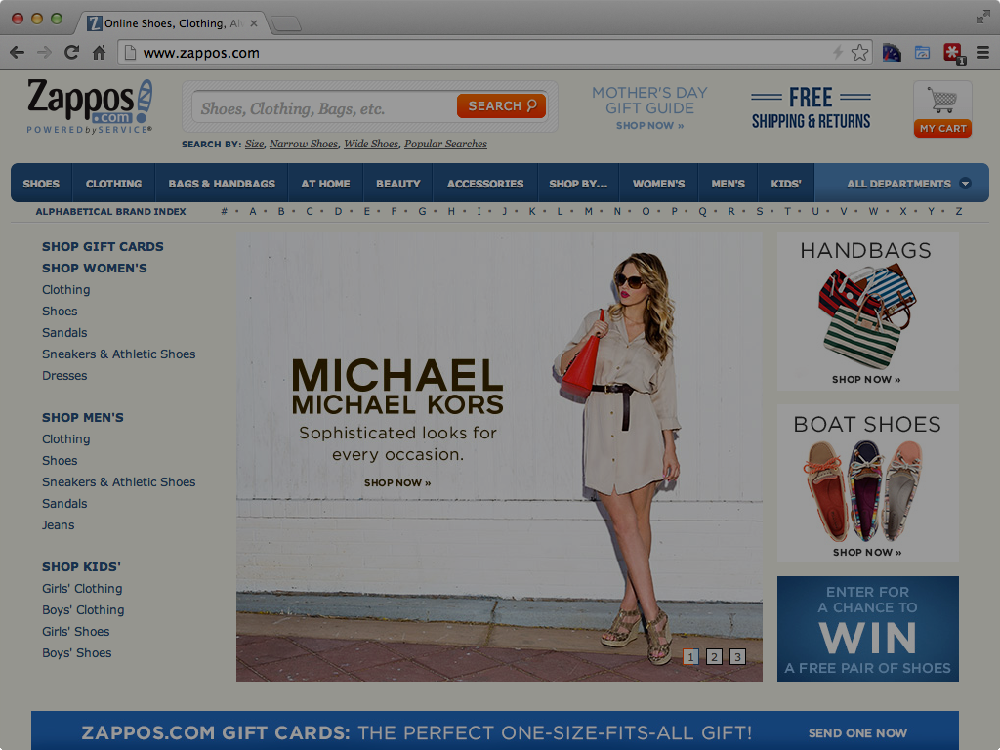 Online Shoes, Clothing,
www.zappos.com
1
Zappos
.com
POWERED by SERVICE®
Shoes, Clothing, Bags, etc.
SEARCH
SEARCH BY: Size, Narrow Shoes, Wide Shoes, Popular Searches
MOTHER'S DAY
GIFT GUIDE
SHOP NOW »
FREE
SHIPPING & RETURNS
MY CART
SHOES CLOTHING BAGS & HANDBAGS AT HOME BEAUTY ACCESSORIES SHOP BY... WOMEN'S MEN'S KIDS' ALL DEPARTMENTS
ALPHABETICAL BRAND INDEX # • A • B • C • D • E • F • G • H • I • J • K • L • M • N • O • P • Q • R • S • T • U • V • W • X • Y • Z
SHOP GIFT CARDS
SHOP WOMEN'S
Clothing
Shoes
Sandals
Sneakers & Athletic Shoes
Dresses
SHOP MEN'S
Clothing
Shoes
Sneakers & Athletic Shoes
Sandals
Jeans
SHOP KIDS'
Girls' Clothing
Boys' Clothing
Girls' Shoes
Boys' Shoes
MICHAEL
MICHAEL KORS
Sophisticated looks for
every occasion.
SHOP NOW »
1 2 3
HANDBAGS
SHOP NOW »
BOAT SHOES
SHOP NOW »
ENTER FOR
A CHANCE TO
WIN
A FREE PAIR OF SHOES
ZAPPOS.COM GIFT CARDS: THE PERFECT ONE-SIZE-FITS-ALL GIFT! SEND ONE NOW